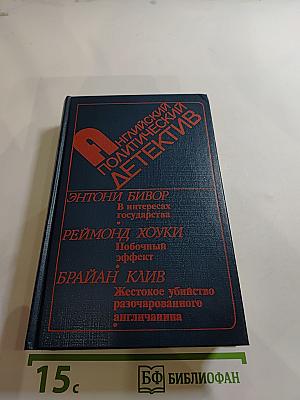 АНГЛИЙСКИЙ
ПОЛИТИЧЕСКИЙ
ДЕТЕКТИВ
ЭНТОНИ БИВОР
В интересах
государства
РЕЙМОНД ХОУКИ
Побочный
эффект
БРАЙАН КЛИВ
Жестокое убийство
разочарованного
англичанина
15 с
БФ БИБЛИОФАН